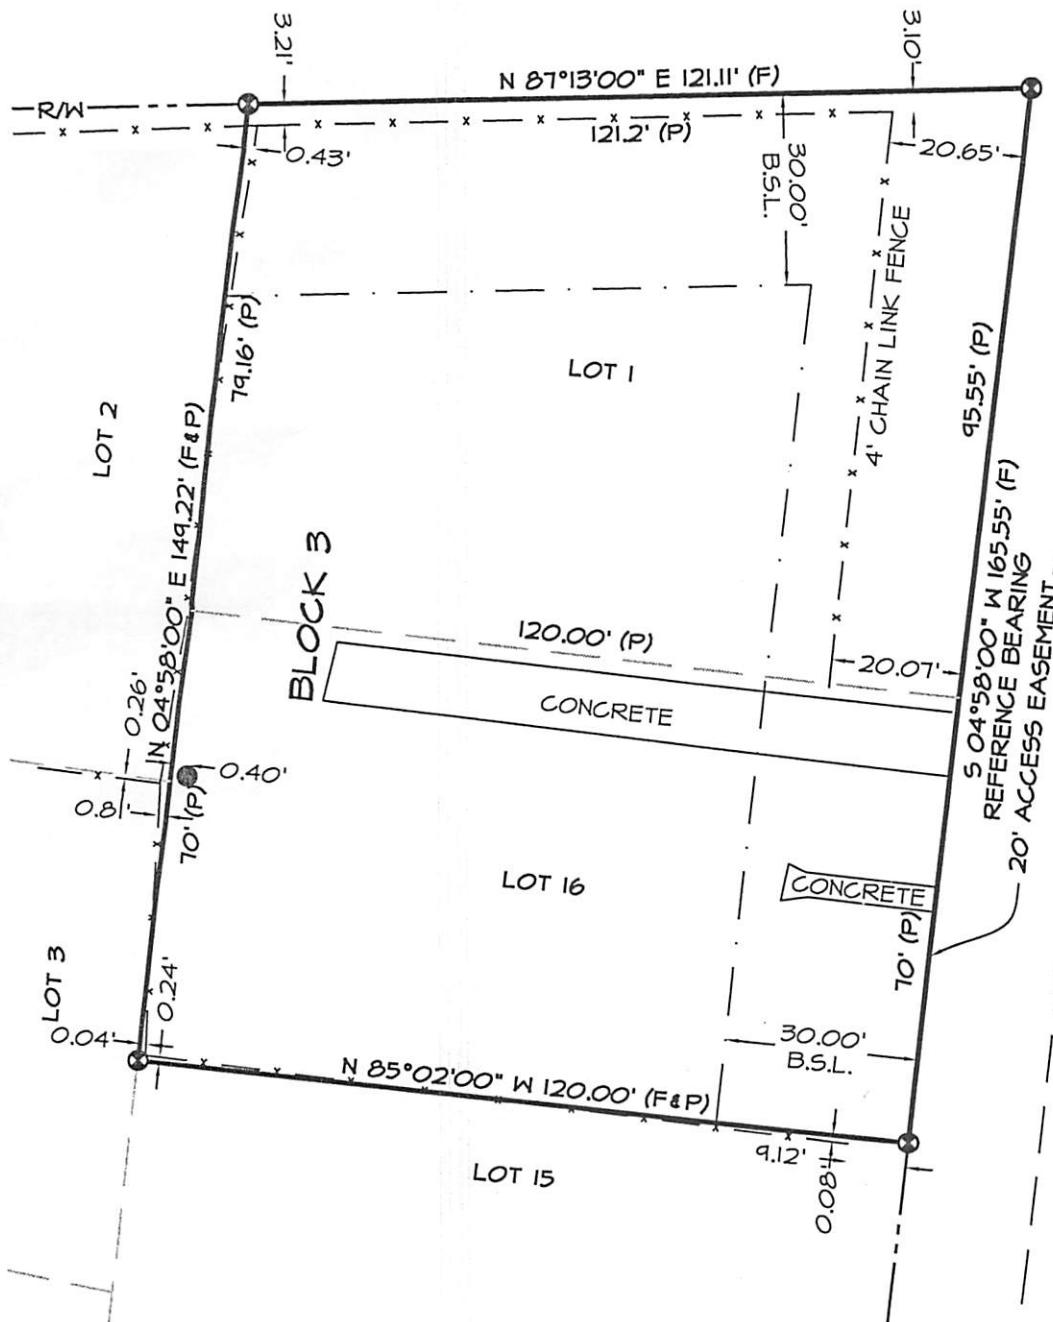 3.21'
3.10'
N 87°13'00" E 121.11' (F)
R/W
121.2' (P)
0.43'
20.65'
30.00'
B.S.L.
4' CHAIN LINK FENCE
79.16' (P)
LOT 1
95.55' (P)
LOT 2
N 04°58'00" E 149.22' (F&P)
BLOCK 3
S 04°58'00" W 165.55' (F)
REFERENCE BEARING
20' ACCESS EASEMENT
120.00' (P)
20.07'
CONCRETE
0.26'
0.40'
0.8'
70' (P)
LOT 16
CONCRETE
70' (P)
LOT 3
0.24'
0.04'
30.00'
B.S.L.
N 85°02'00" W 120.00' (F&P)
9.12'
0.08'
LOT 15